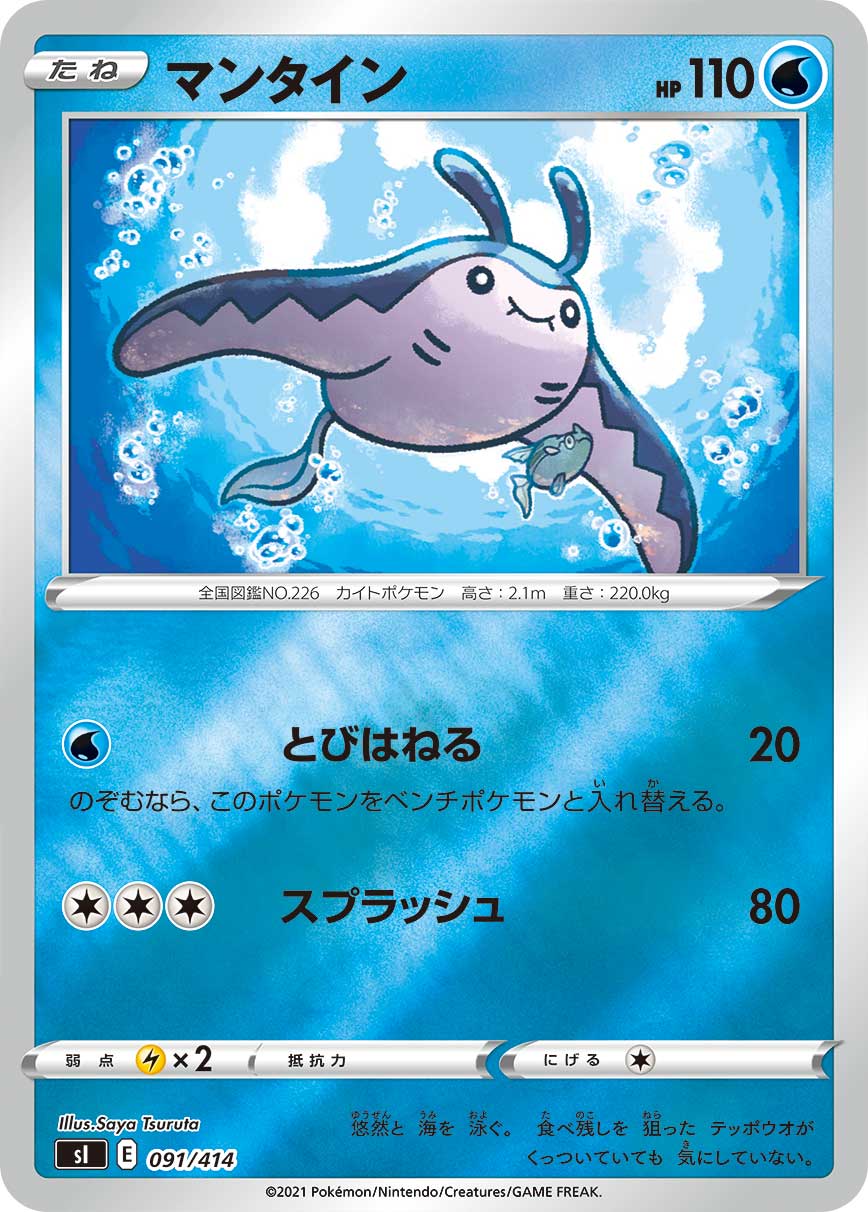 たね マンタイン HP 110
全国図鑑NO.226 カイトポケモン 高さ:2.1m 重さ:220.0kg
とびはねる 20
のぞむなら、このポケモンをベンチポケモンと入れ替える。
スプラッシュ 80
弱点 ×2 抵抗力 にげる
Illus.Saya Tsuruta
悠然と 海を 泳ぐ。 食べ残しを 狙った テッポウオが
くっついていても 気にしていない。
sI E 091/414
©2021 Pokémon/Nintendo/Creatures/GAME FREAK.